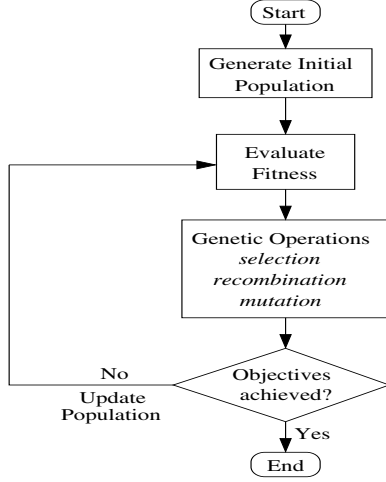 Start
Generate Initial
Population
Evaluate
Fitness
Genetic Operations
selection
recombination
mutation
Objectives
achieved?
No
Update
Population
Yes
End